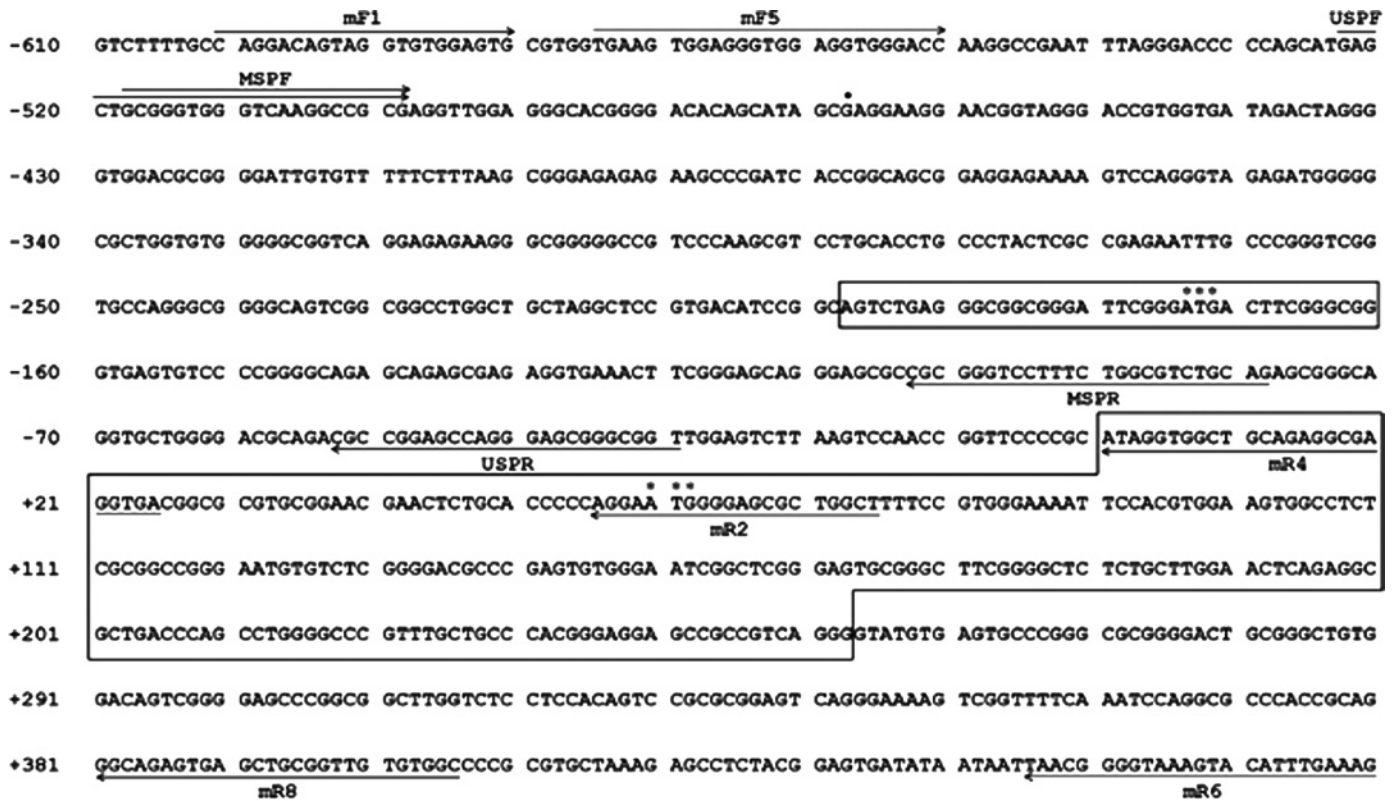 mF1 mF5 USPF
-610 GTCTTTTGCC AGGACAGTAG GTGTGGAGTG CGTGGTGAAG TGGAGGGTGG AGGTGGGACC AAGGCCGAAT TTAGGGACCC CCAGCATGAG
MSPF
-520 CTGCGGGTGG GTCAAGGCCG CGAGGTTGGA GGGCACGGGG ACACAGCATA GCGAGGAAGG AACGGTAGGG ACCGTGGTGA TAGACTAGGG
-430 GTGGACGCGG GGATTGTGTT TTTCTTTAAG CGGGAGAGAG AAGCCCGATC ACCGGCAGCG GAGGAGAAAA GTCCAGGGTA GAGATGGGGG
-340 CGCTGGTGTG GGGGCGGTCA GGAGAGAAGG GCGGGGGCCG TCCCAAGCGT CCTGCACCTG CCCTACTCGC CGAGAATTTG CCCGGGTCGG
***
-250 TGCCAGGGCG GGGCAGTCGG CGGCCTGGCT GCTAGGCTCC GTGACATCCG GCAGTCTGAG GGCGGCGGGA TTCGGGATGA CTTCGGGCGG
-160 GTGAGTGTCC CCGGGGCAGA GCAGAGCGAG AGGTGAAACT TCGGGAGCAG GGAGCGCCGC GGGTCCTTTC TGGCGTCTGC AGAGCGGGCA
MSPR
-70 GGTGCTGGGG ACGCAGACGC CCGGAGCCAGG GAGCGGGCGG TTGGAGTCTT AAGTCCAACC GGTTCCCCGC ATAGGTGGCT GCAGAGGCGA
USPR mR4
* **
+21 GGTGACGGCG CGTGCGGAAC GAACTCTGCA CCCCCAGGAA TGGGGAGCGC TGGCTTTTCC GTGGGAAAAT TCCACGTGGA AGTGGCCTCT
mR2
+111 CGCGGCCGGG AATGTGTCTC GGGGACGCCC GAGTGTGGGA ATCGGCTCGG GAGTGCGGGC TTCGGGGCTC TCTGCTTGGA ACTCAGAGGC
+201 GCTGACCCAG CCTGGGGCCC GTTTGCTGCC CACGGGAGGA GCCGCCGTCA GGGGTATGTG AGTGCCCGGG CGCGGGGACT GCGGGCTGTG
+291 GACAGTCGGG GAGCCCGGCG GCTTGGTCTC CTCCACAGTC CGCGCGGAGT CAGGGAAAAG TCGGTTTTCA AATCCAGGCG CCCACCGCAG
+381 GGCAGAGTGA GCTGCGGTTG TGTGGCCCCG CGTGCTAAAG AGCCTCTACG GAGTGATATA ATAATTAACG GGGTAAAGTA CATTTGAAAG
mR8 mR6